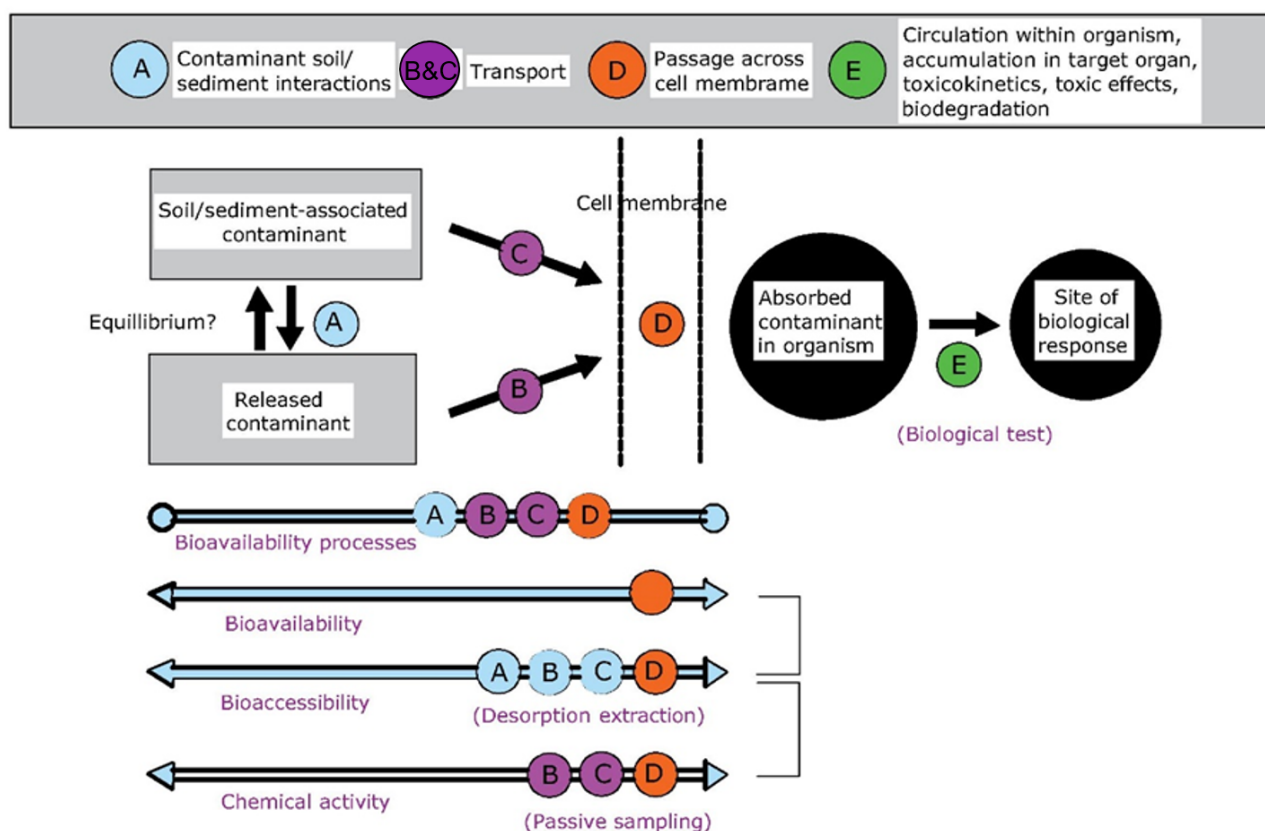 A
Contaminant soil/
sediment interactions
B&C
Transport
D
Passage across
cell membrame
E
Circulation within organism,
accumulation in target organ,
toxicokinetics, toxic effects,
biodegradation
Soil/sediment-associated
contaminant
Equillibrium?
A
Released
contaminant
C
B
Cell membrane
D
Absorbed
contaminant
in organism
E
Site of
biological
response
(Biological test)
A B C D
Bioavailability processes
Bioavailability
A B C D
Bioaccessibility
(Desorption extraction)
B C D
Chemical activity
(Passive sampling)